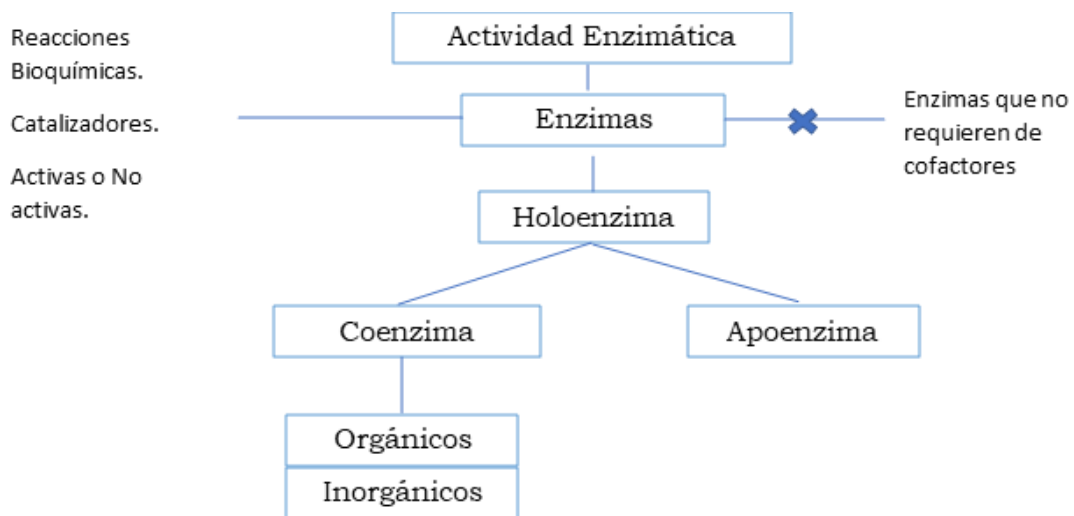 Reacciones
Bioquímicas.
Catalizadores.
Activas o No
activas.
Actividad Enzimática
Enzimas
Enzimas que no
requieren de
cofactores
Holoenzima
Coenzima
Apoenzima
Orgánicos
Inorgánicos